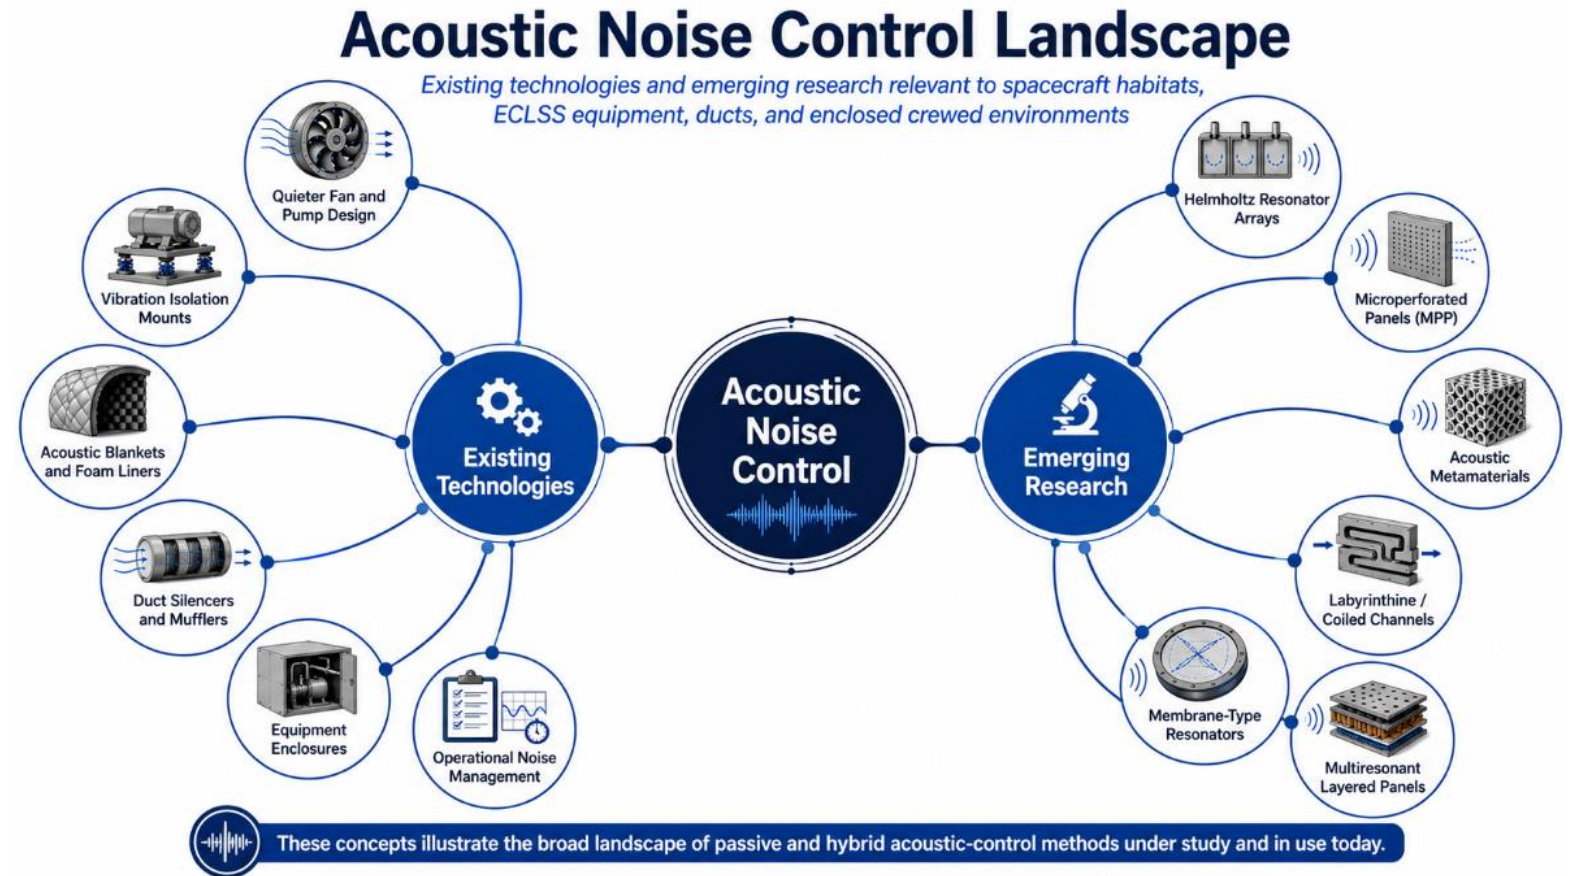 Acoustic Noise Control Landscape
Existing technologies and emerging research relevant to spacecraft habitats,
ECLSS equipment, ducts, and enclosed crewed environments
Quieter Fan and
Pump Design
Vibration Isolation
Mounts
Acoustic Blankets
and Foam Liners
Duct Silencers
and Mufflers
Equipment
Enclosures
Operational Noise
Management
Existing
Technologies
Acoustic
Noise
Control
Emerging
Research
Helmholtz Resonator
Arrays
Microperforated
Panels (MPP)
Acoustic
Metamaterials
Labyrinthine /
Coiled Channels
Membrane-Type
Resonators
Multiresonant
Layered Panels
These concepts illustrate the broad landscape of passive and hybrid acoustic-control methods under study and in use today.